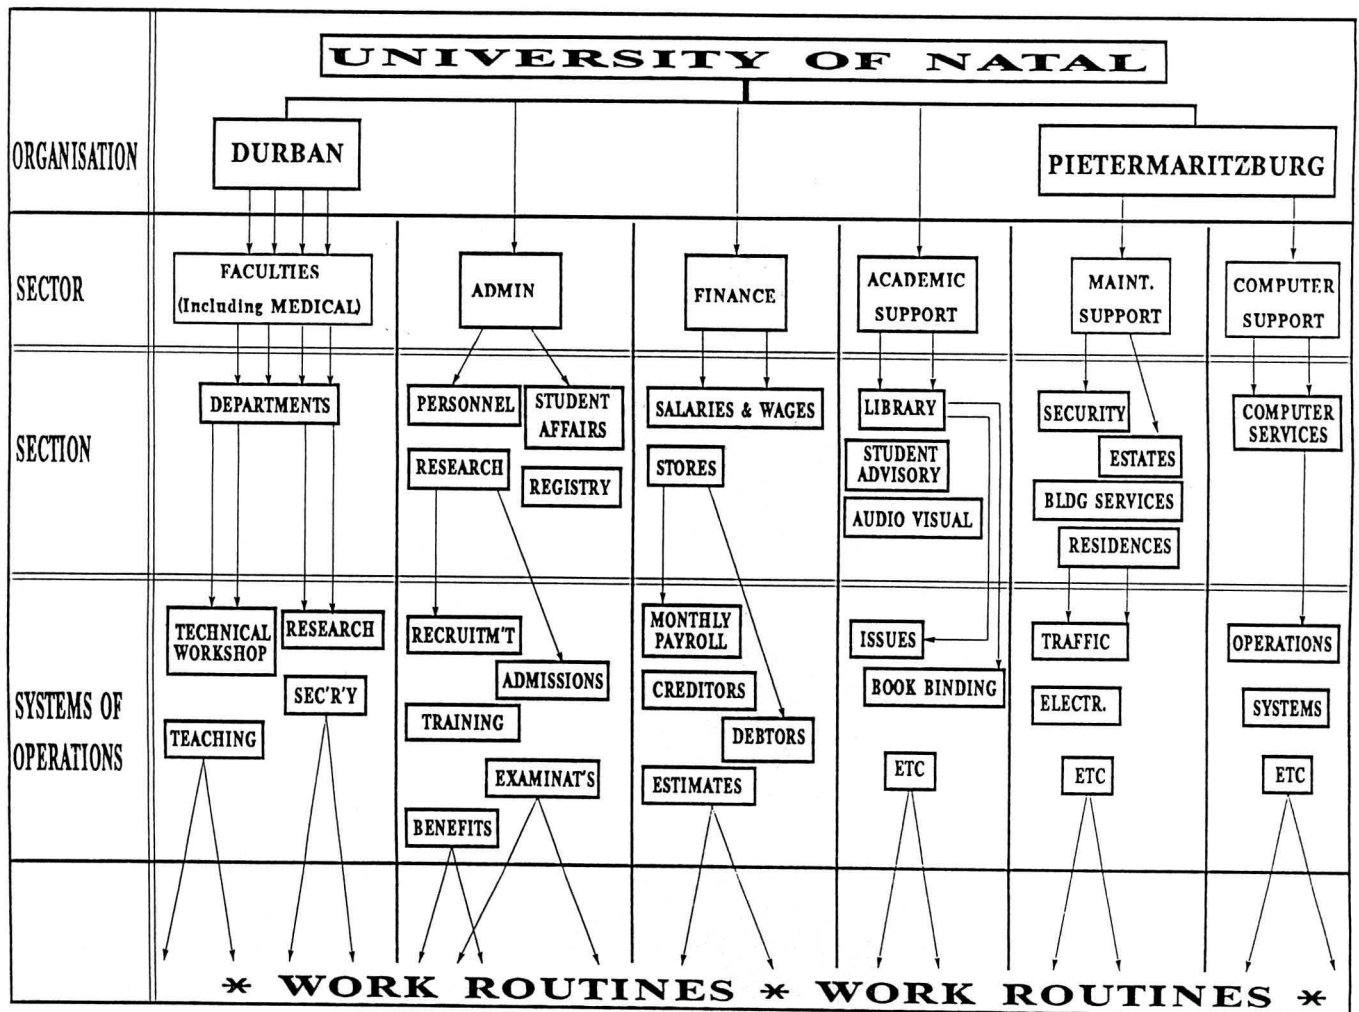 UNIVERSITY OF NATAL
ORGANISATION
DURBAN
PIETERMARITZBURG
SECTOR
FACULTIES
(Including MEDICAL)
ADMIN
FINANCE
ACADEMIC
SUPPORT
MAINT.
SUPPORT
COMPUTER
SUPPORT
SECTION
DEPARTMENTS
PERSONNEL
STUDENT
AFFAIRS
RESEARCH
REGISTRY
SALARIES & WAGES
STORES
LIBRARY
STUDENT
ADVISORY
AUDIO VISUAL
SECURITY
ESTATES
BLDG SERVICES
RESIDENCES
COMPUTER
SERVICES
SYSTEMS OF
OPERATIONS
TECHNICAL
WORKSHOP
RESEARCH
SEC'R'Y
TEACHING
RECRUITM'T
ADMISSIONS
TRAINING
EXAMINAT'S
BENEFITS
MONTHLY
PAYROLL
CREDITORS
DEBTORS
ESTIMATES
ISSUES
BOOK BINDING
ETC
TRAFFIC
ELECTR.
ETC
OPERATIONS
SYSTEMS
ETC
* WORK ROUTINES * WORK ROUTINES *